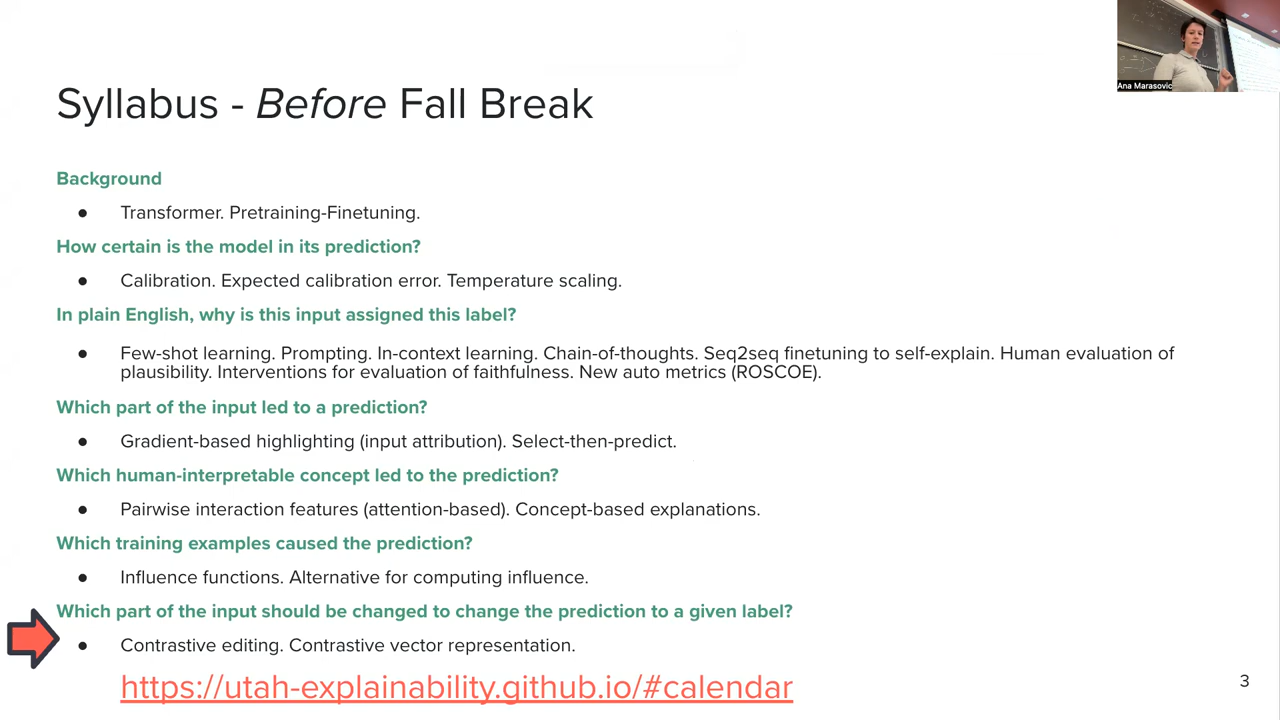 Ana Marasovic
Syllabus - Before Fall Break
Background
● Transformer. Pretraining-Finetuning.
How certain is the model in its prediction?
● Calibration. Expected calibration error. Temperature scaling.
In plain English, why is this input assigned this label?
● Few-shot learning. Prompting. In-context learning. Chain-of-thoughts. Seq2seq finetuning to self-explain. Human evaluation of
plausibility. Interventions for evaluation of faithfulness. New auto metrics (ROSCOE).
Which part of the input led to a prediction?
● Gradient-based highlighting (input attribution). Select-then-predict.
Which human-interpretable concept led to the prediction?
● Pairwise interaction features (attention-based). Concept-based explanations.
Which training examples caused the prediction?
● Influence functions. Alternative for computing influence.
Which part of the input should be changed to change the prediction to a given label?
● Contrastive editing. Contrastive vector representation.
https://utah-explainability.github.io/#calendar
3